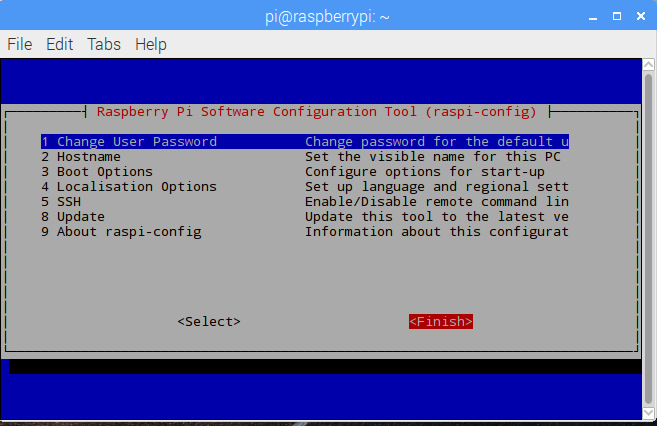 pi@raspberrypi: ~
File Edit Tabs Help
Raspberry Pi Software Configuration Tool (raspi-config)
1 Change User Password Change password for the default u
2 Hostname Set the visible name for this PC
3 Boot Options Configure options for start-up
4 Localisation Options Set up language and regional sett
5 SSH Enable/Disable remote command lin
8 Update Update this tool to the latest ve
9 About raspi-config Information about this configurat
<Select> <Finish>